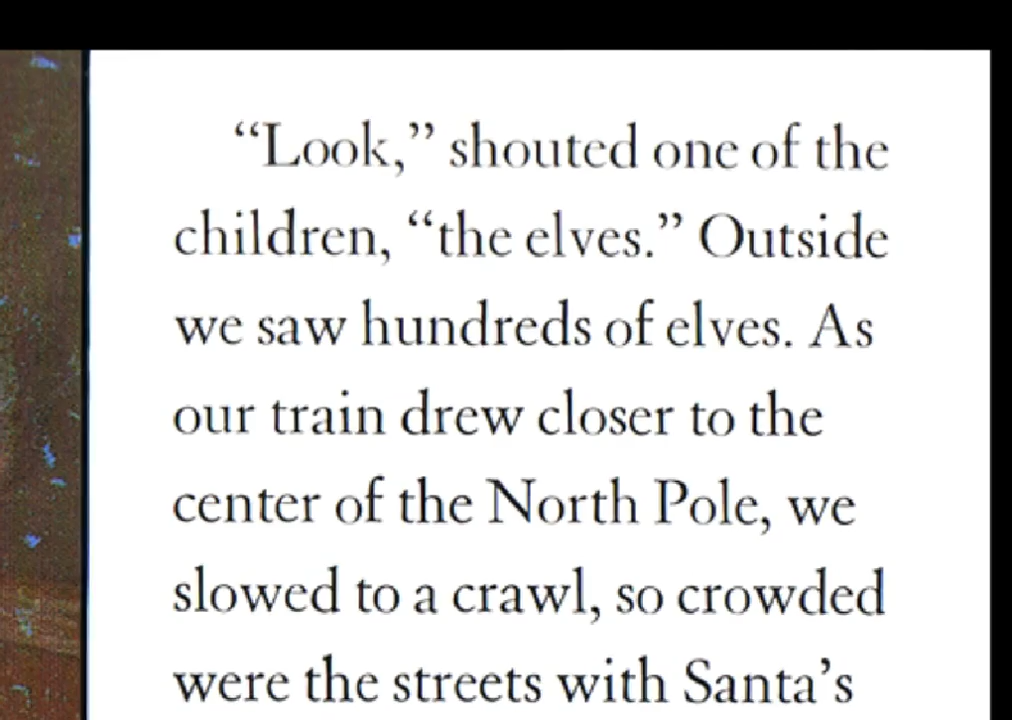 “Look,” shouted one of the
children, “the elves.” Outside
we saw hundreds of elves. As
our train drew closer to the
center of the North Pole, we
slowed to a crawl, so crowded
were the streets with Santa’s